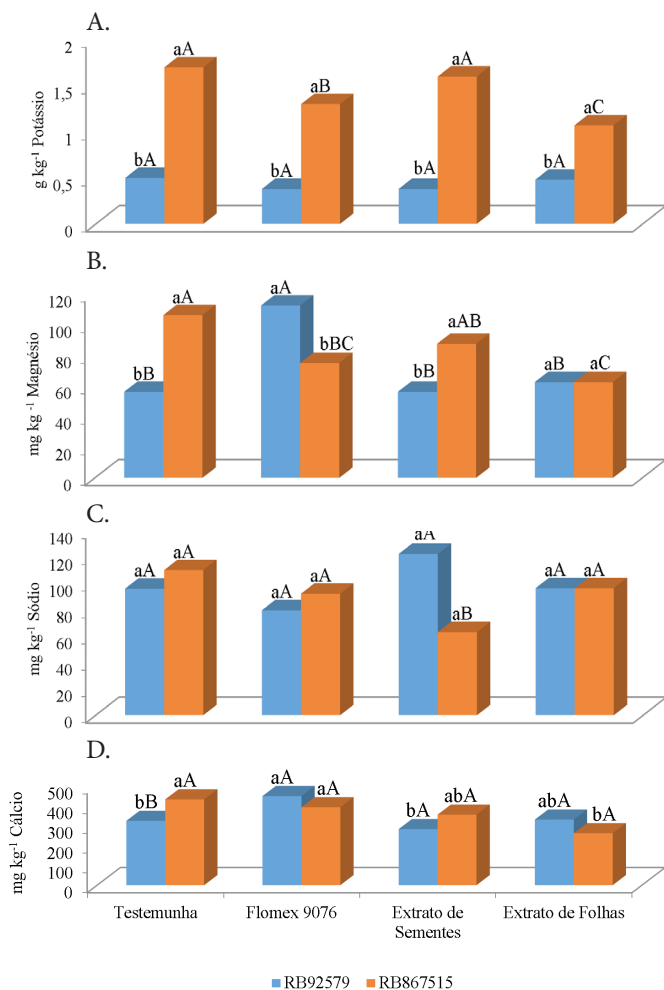 A.
2
1,5
1
0,5
0
g kg⁻¹ Potássio
bA aA bA aB bA aA bA aC
B.
120
100
80
60
40
20
0
mg kg ⁻¹ Magnésio
bB aA aA bBC bB aAB aB aC
C.
140
120
100
80
60
40
20
0
mg kg⁻¹ Sódio
aA aA aA aA aA aB aA aA
D.
500
400
300
200
100
0
mg kg⁻¹ Cálcio
bB aA aA aA bA abA abA bA
Testemunha Flomex 9076 Extrato de Sementes Extrato de Folhas
RB92579 RB867515